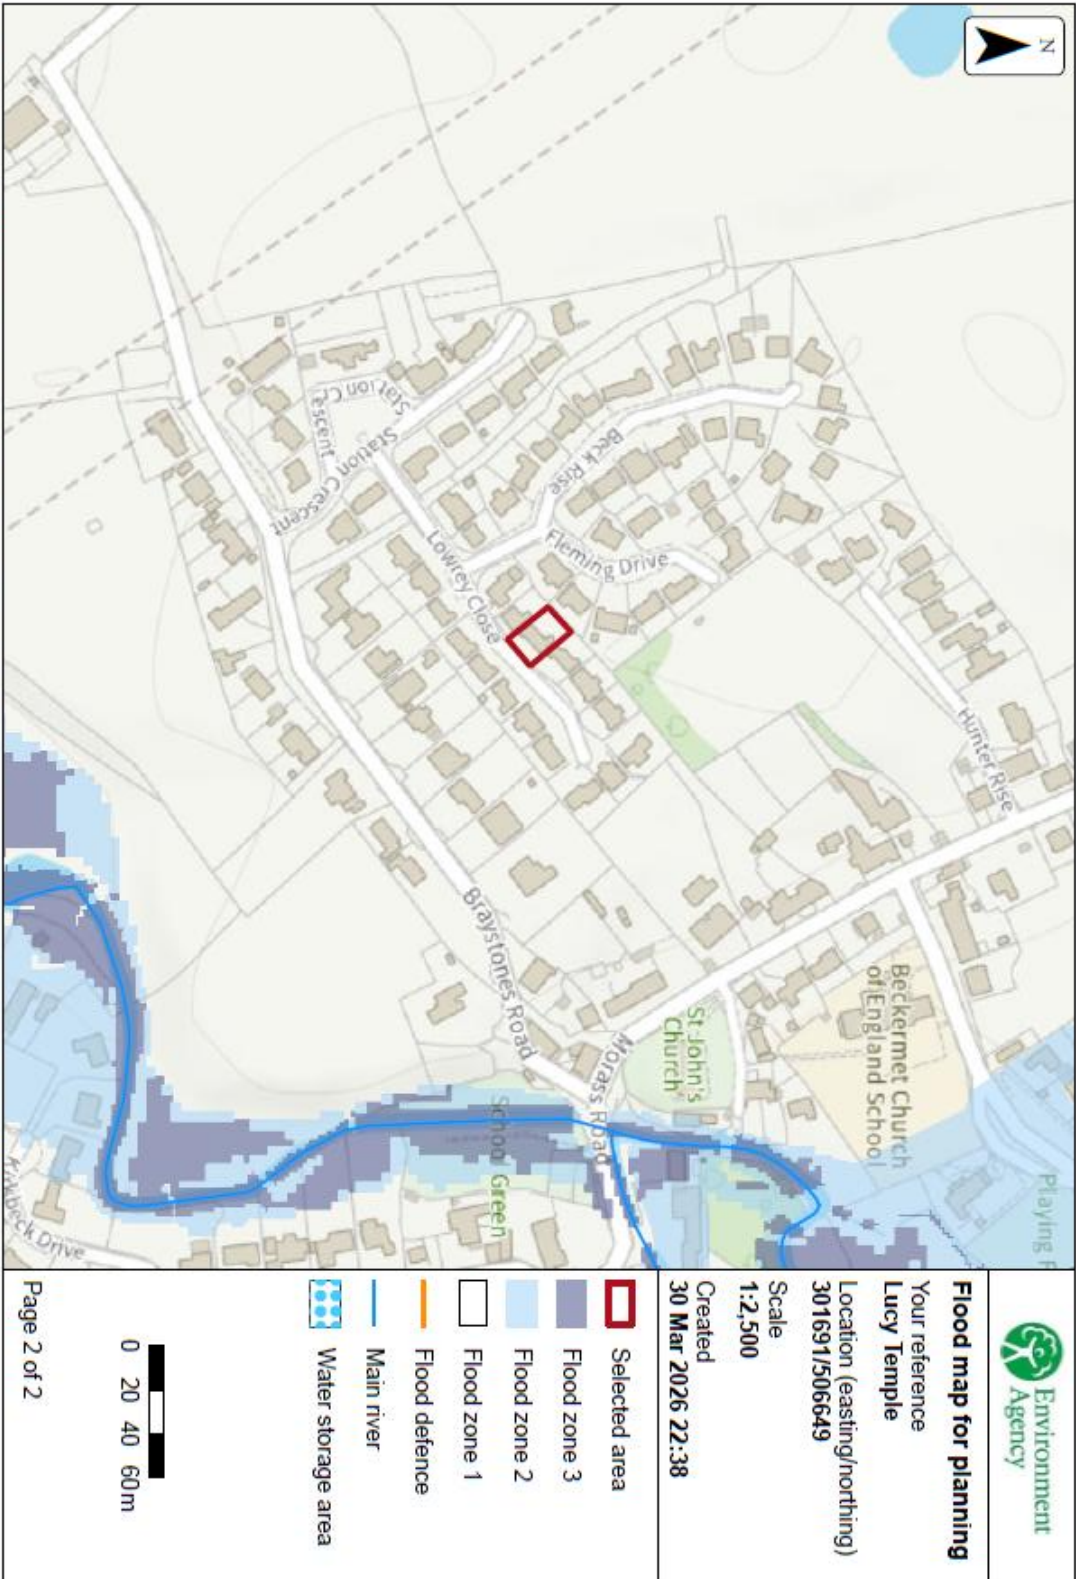 N
Station Crescent
Station Crescent
Beck Rise
Fleming Drive
Lowrey Close
Hunter Rise
Braystones Road
Morass Road
St John's
Church
Beckermet Church
of England School
School Green
Playing F
Kirkbeck Drive
Environment
Agency
Flood map for planning
Your reference
Lucy Temple
Location (easting/northing)
301691/506649
Scale
1:2,500
Created
30 Mar 2026 22:38
Selected area
Flood zone 3
Flood zone 2
Flood zone 1
Flood defence
Main river
Water storage area
0 20 40 60m
Page 2 of 2